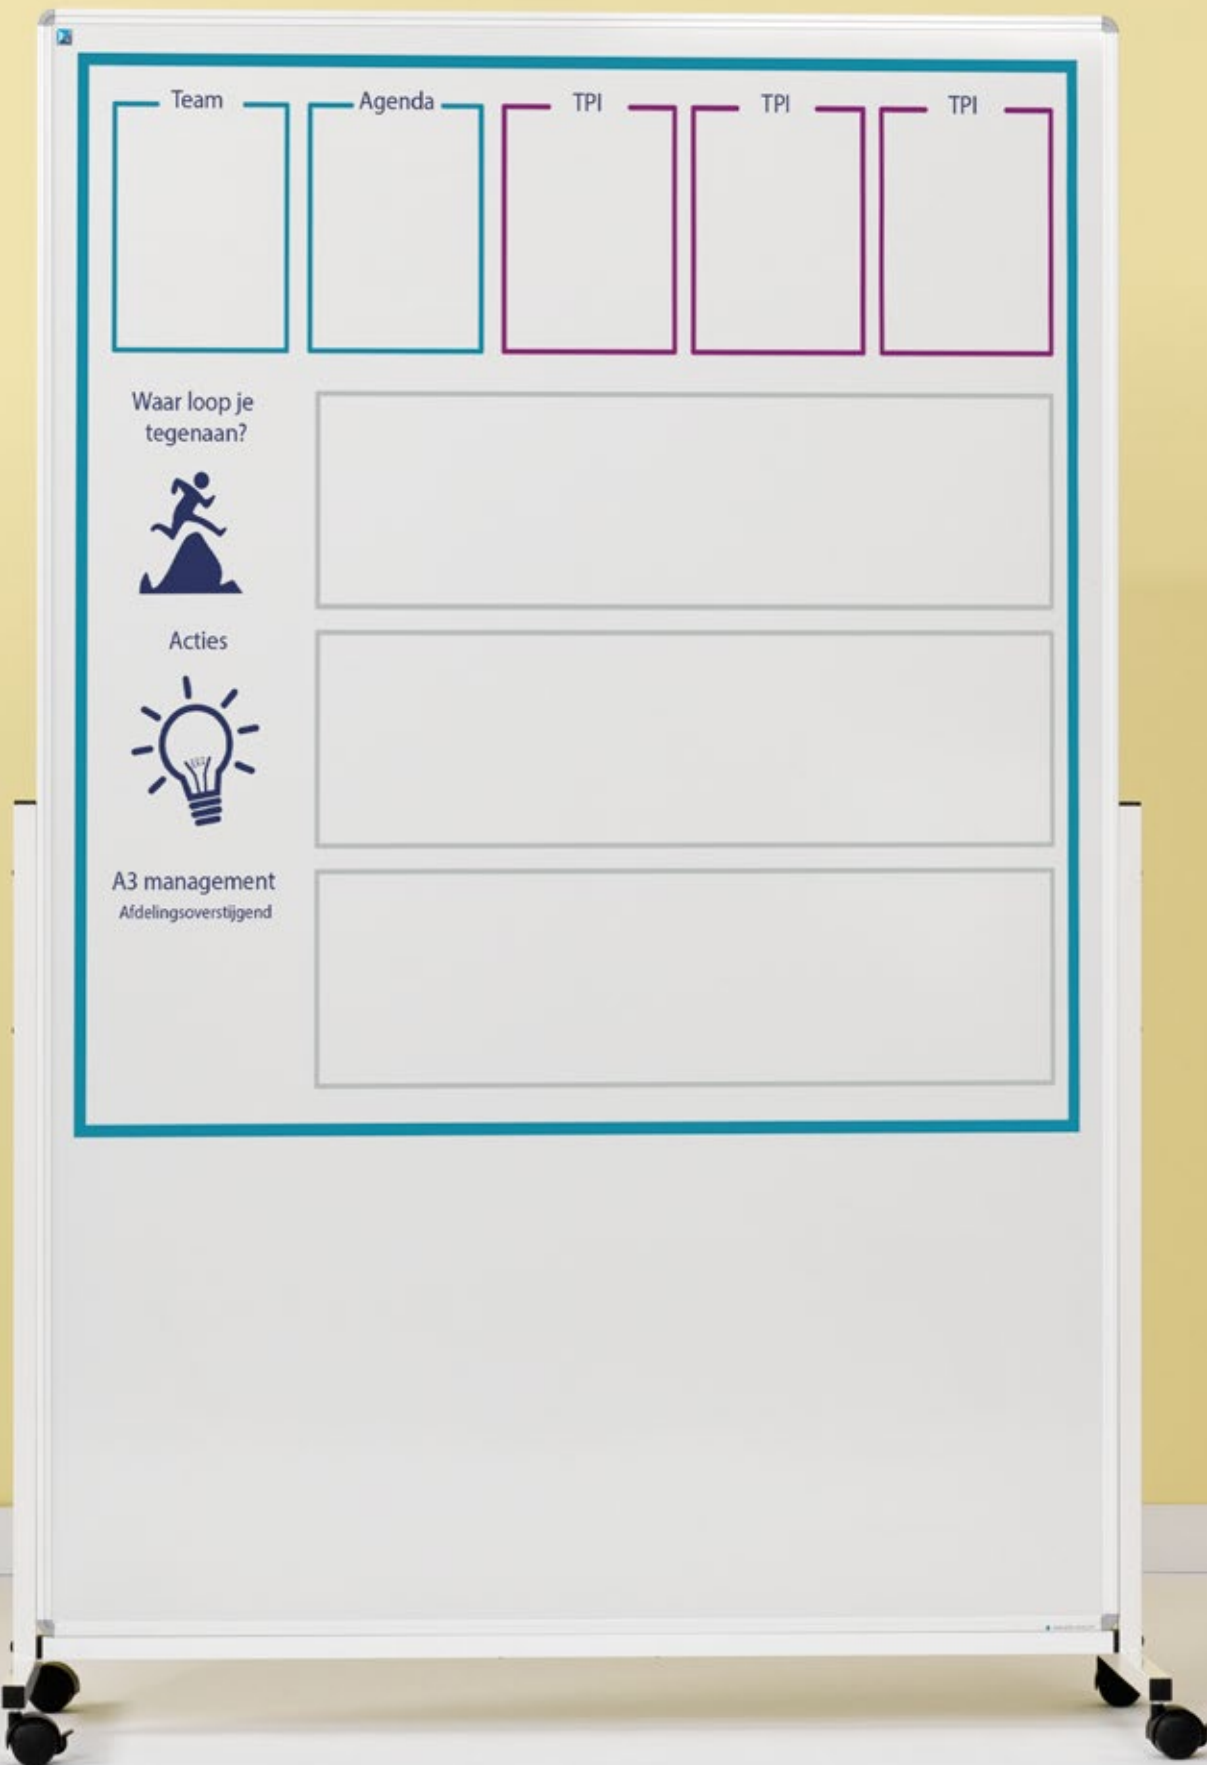 Team
Agenda
TPI
TPI
TPI
Waar loop je
tegenaan?
Acties
A3 management
Afdelingsoverstijgend